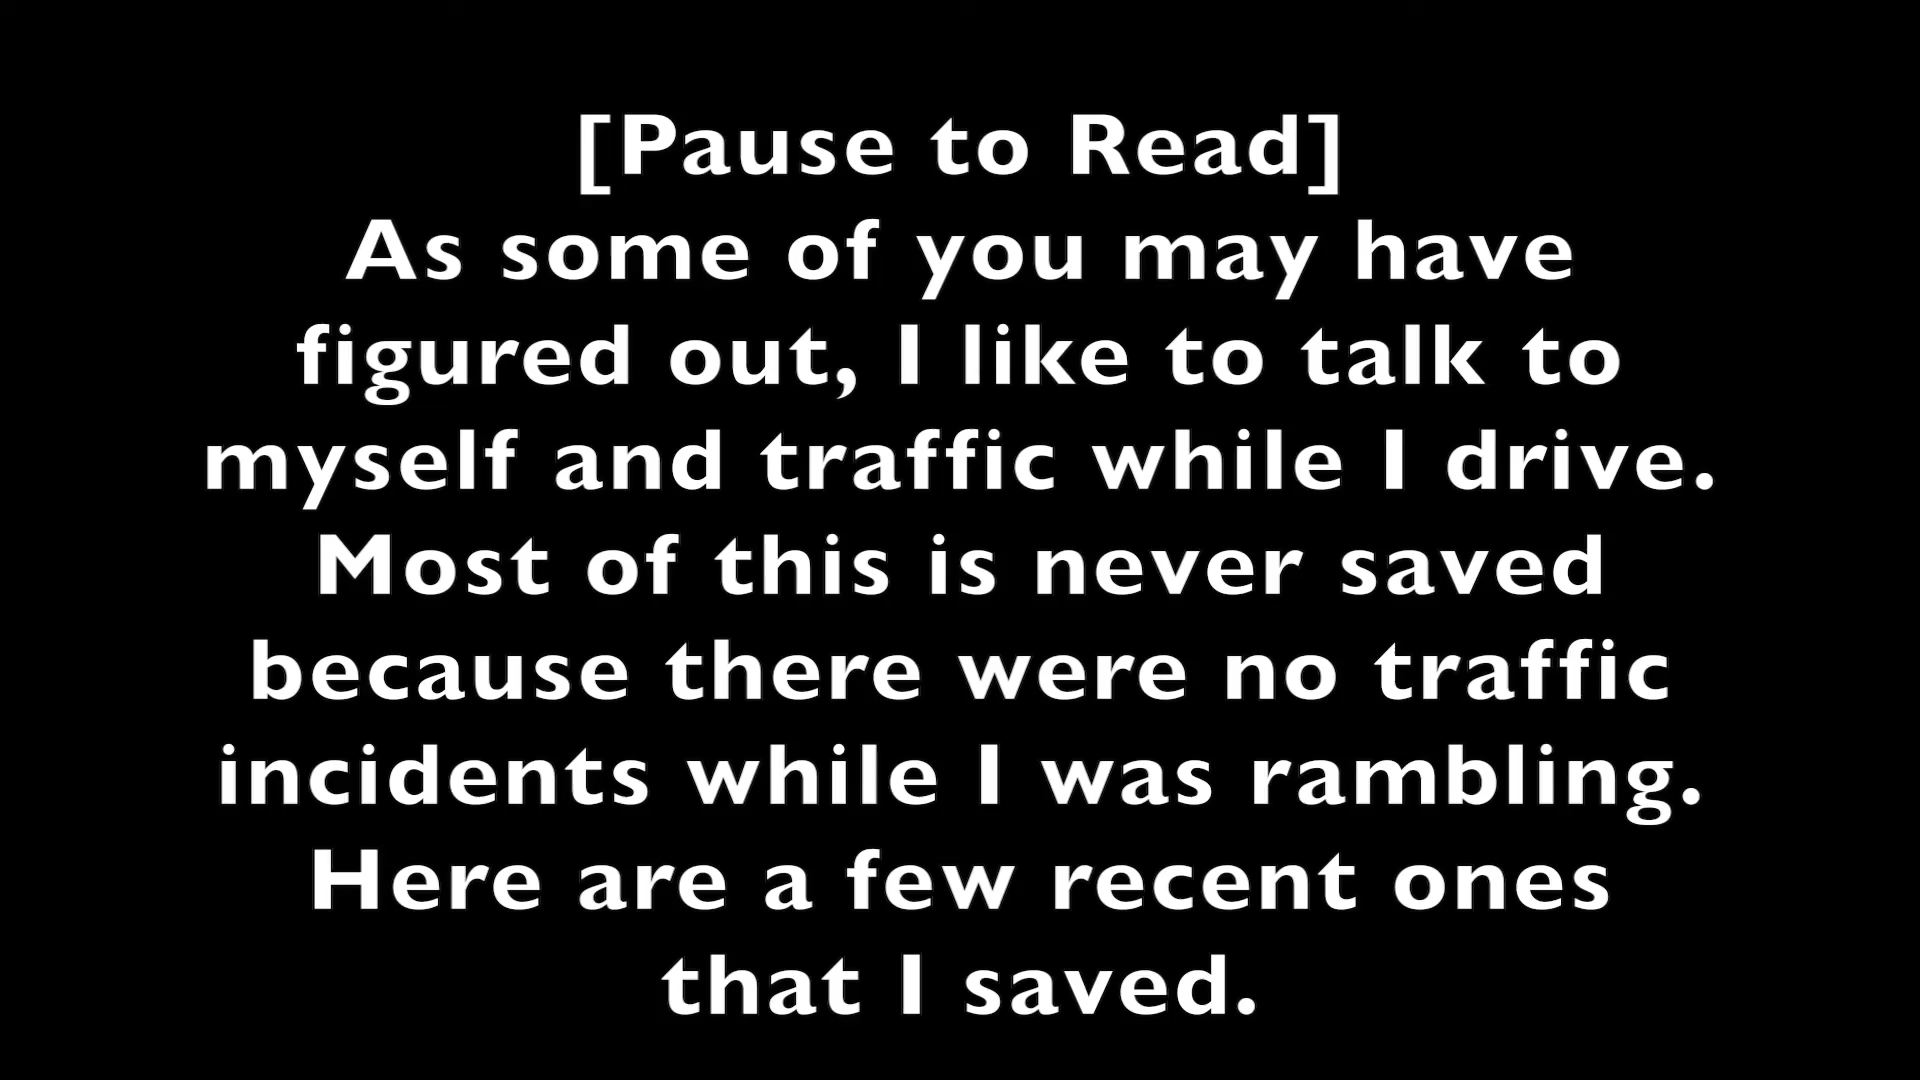 [Pause to Read]
As some of you may have
figured out, I like to talk to
myself and traffic while I drive.
Most of this is never saved
because there were no traffic
incidents while I was rambling.
Here are a few recent ones
that I saved.